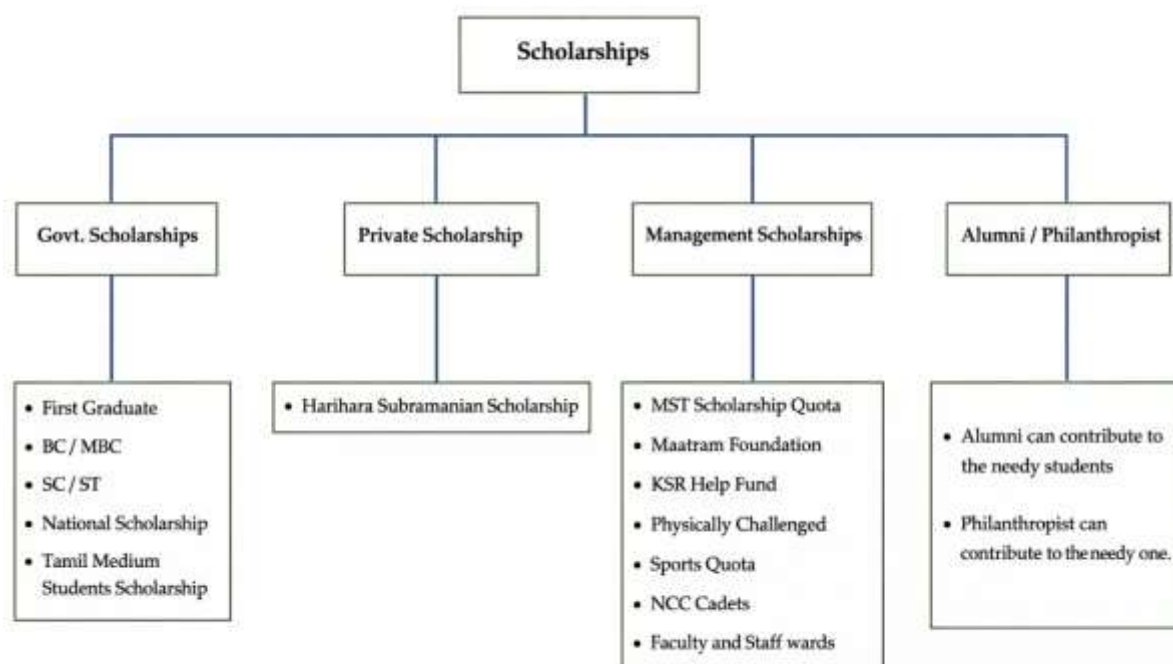 Scholarships
Govt. Scholarships
Private Scholarship
Management Scholarships
Alumni / Philanthropist
• First Graduate
• BC / MBC
• SC / ST
• National Scholarship
• Tamil Medium
Students Scholarship
• Harihara Subramanian Scholarship
• MST Scholarship Quota
• Maatram Foundation
• KSR Help Fund
• Physically Challenged
• Sports Quota
• NCC Cadets
• Faculty and Staff wards
• Alumni can contribute to
the needy students
• Philanthropist can
contribute to the needy one.